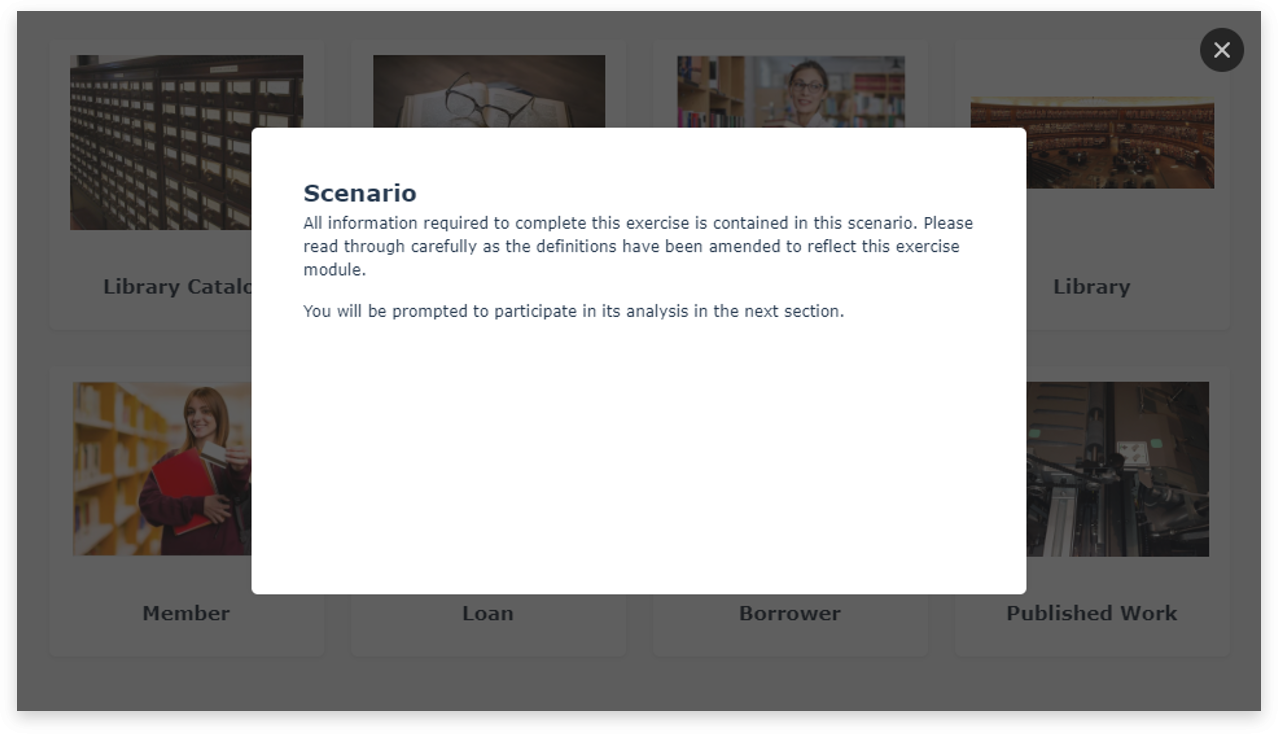 Scenario
All information required to complete this exercise is contained in this scenario. Please
read through carefully as the definitions have been amended to reflect this exercise
module.
You will be prompted to participate in its analysis in the next section.
Library Catalo
Library
Member
Loan
Borrower
Published Work